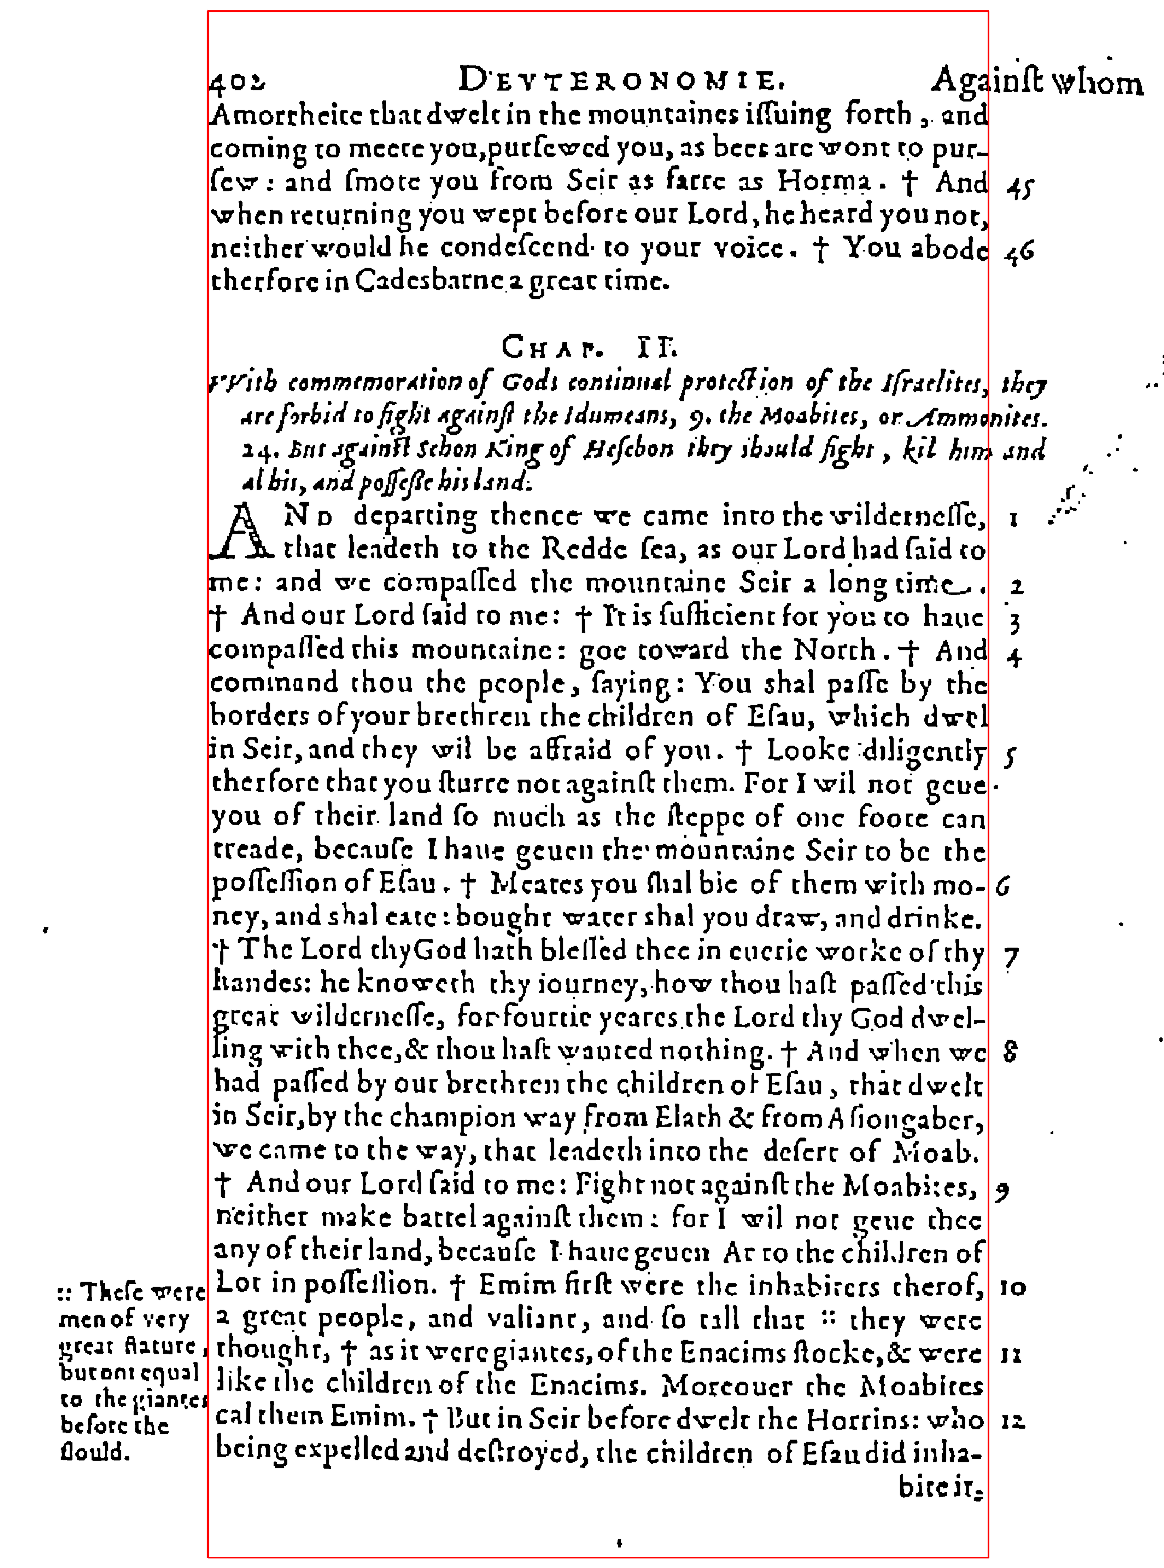 402 DEVTERONOMIE. Againſt whom
Amorrheite that dwelt in the mountaines iſſuing forth, and
coming to meete you, purſewed you, as bees are wont to pur-
ſew: and ſmote you from Seir as farre as Horma. † And 45
when returning you wept before our Lord, he heard you not,
neither would he condeſcend to your voice. † You abode 46
therfore in Cadesbarne a great time.
CHAP. II.
VVith commemoration of Gods continual protection of the Iſraelites, they
are forbid to fight againſt the Idumeans, 9. the Moabites, or Ammonites.
24. But againſt Sehon King of Heſebon they should fight, kil him and
al his, and poſſeſſe his land.
AND departing thence we came into the wilderneſſe, 1
that leadeth to the Redde ſea, as our Lord had ſaid to
me: and we compaſſed the mountaine Seir a long time. 2
† And our Lord ſaid to me: † It is ſufficient for you to haue 3
compaſſed this mountaine: goe toward the North. † And 4
command thou the people, ſaying: You shal paſſe by the
borders of your brethren the children of Eſau, which dwel
in Seir, and they wil be affraid of you. † Looke diligently 5
therfore that you ſturre not againſt them. For I wil not geue
you of their land ſo much as the ſteppe of one foote can
treade, becauſe I haue geuen the mountaine Seir to be the
poſſeſſion of Eſau. † Meates you ſhal bie of them with mo- 6
ney, and shal eate: bought water shal you draw, and drinke.
† The Lord thy God hath bleſſed thee in euerie worke of thy 7
handes: he knoweth thy iourney, how thou haſt paſſed this
great wilderneſſe, for fourtie yeares the Lord thy God dwel-
ling with thee, & thou haſt wanted nothing. † And when we 8
had paſſed by our brethren the children of Eſau, that dwelt
in Seir, by the champion way from Elath & from Aſiongaber,
we came to the way, that leadeth into the deſert of Moab.
† And our Lord ſaid to me: Fight not againſt the Moabites, 9
neither make battel againſt them: for I wil not geue thee
any of their land, becauſe I haue geuen Ar to the children of
Lot in poſſeſſion. † Emim firſt were the inhabiters therof, 10
a great people, and valiant, and ſo tall that :: they were
thought, † as it were giantes, of the Enacims ſtocke, & were 11
like the children of the Enacims. Moreouer the Moabites
cal them Emim. † But in Seir before dwelt the Horrins: who 12
being expelled and deſtroyed, the children of Eſau did inha-
bite it.
:: Theſe were
men of very
great ſtature,
but not equal
to the giantes
before the
floud.